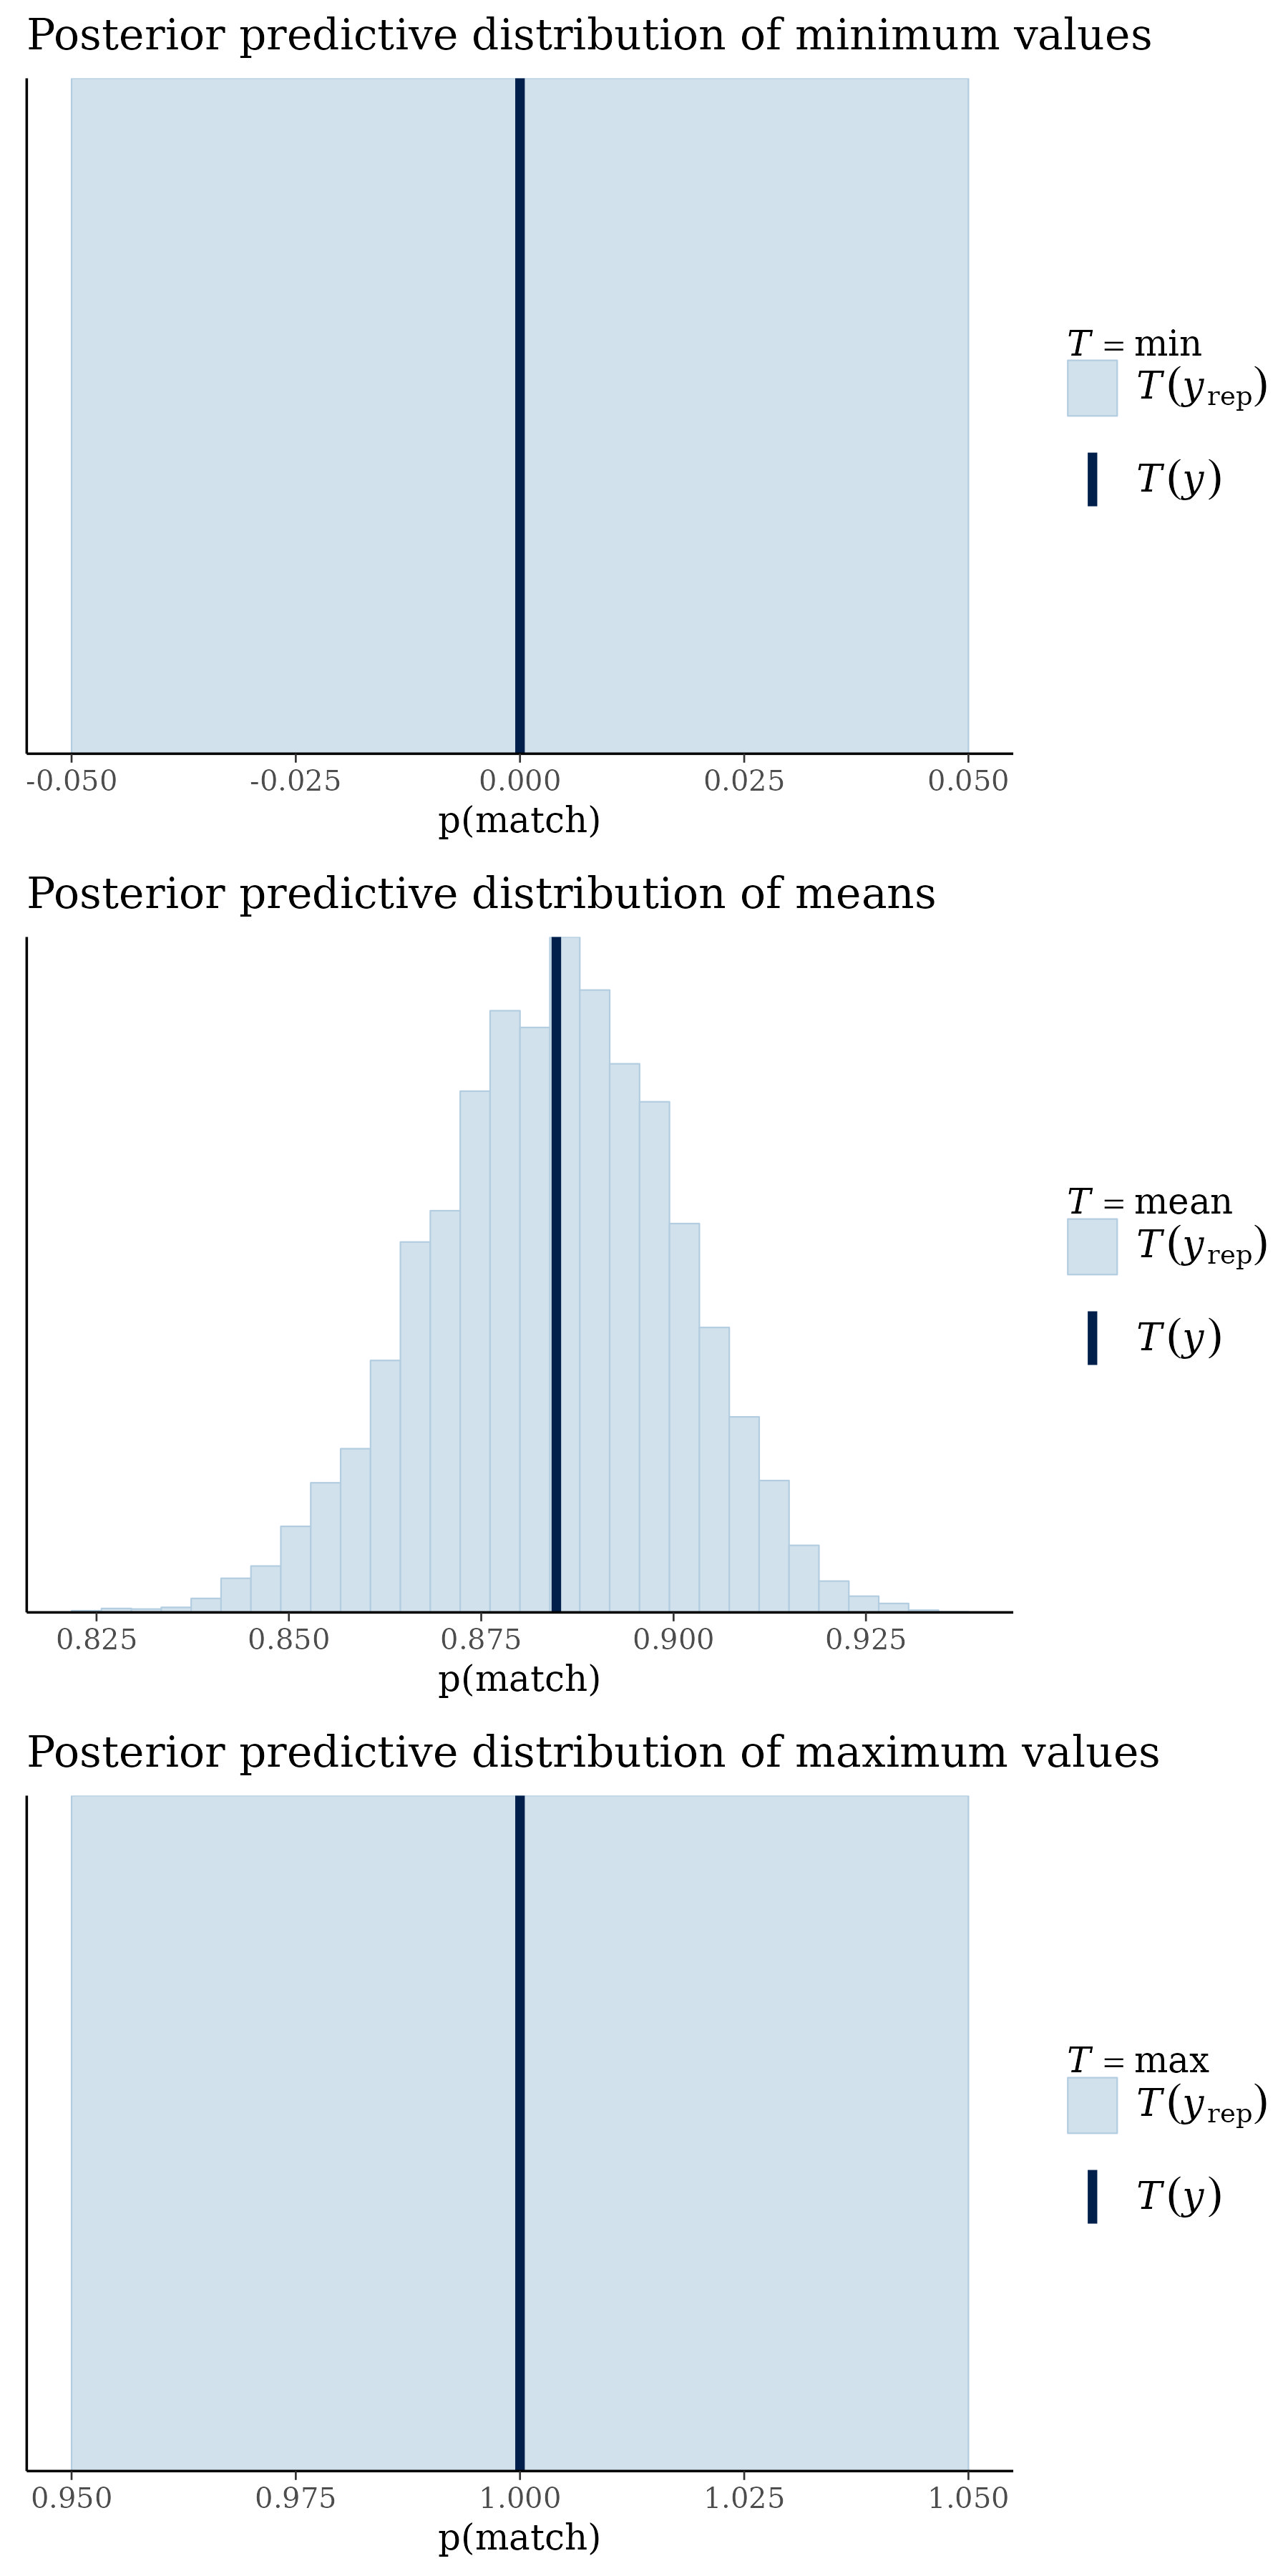 Posterior predictive distribution of minimum values
T = min
T(yrep)
T(y)
-0.050 -0.025 0.000 0.025 0.050
p(match)
Posterior predictive distribution of means
T = mean
T(yrep)
T(y)
0.825 0.850 0.875 0.900 0.925
p(match)
Posterior predictive distribution of maximum values
T = max
T(yrep)
T(y)
0.950 0.975 1.000 1.025 1.050
p(match)